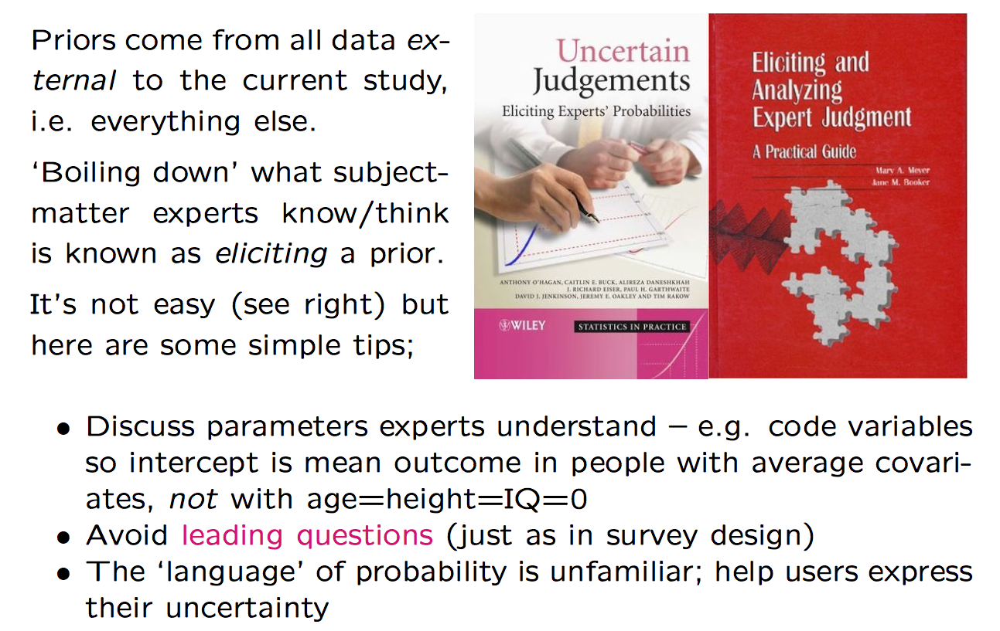 Priors come from all data ex-
ternal to the current study,
i.e. everything else.
‘Boiling down’ what subject-
matter experts know/think
is known as eliciting a prior.
It’s not easy (see right) but
here are some simple tips;
Uncertain
Judgements
Eliciting Experts’ Probabilities
ANTHONY O’HAGAN, CAITLIN E. BUCK, ALIREZA DANESHKHAH
J. RICHARD EISER, PAUL H. GARTHWAITE
DAVID J. JENKINSON, JEREMY E. OAKLEY AND TIM RAKOW
WILEY
STATISTICS IN PRACTICE
Eliciting and
Analyzing
Expert Judgment
A Practical Guide
Mary A. Meyer
Jane M. Booker
• Discuss parameters experts understand – e.g. code variables
so intercept is mean outcome in people with average covari-
ates, not with age=height=IQ=0
• Avoid leading questions (just as in survey design)
• The ‘language’ of probability is unfamiliar; help users express
their uncertainty